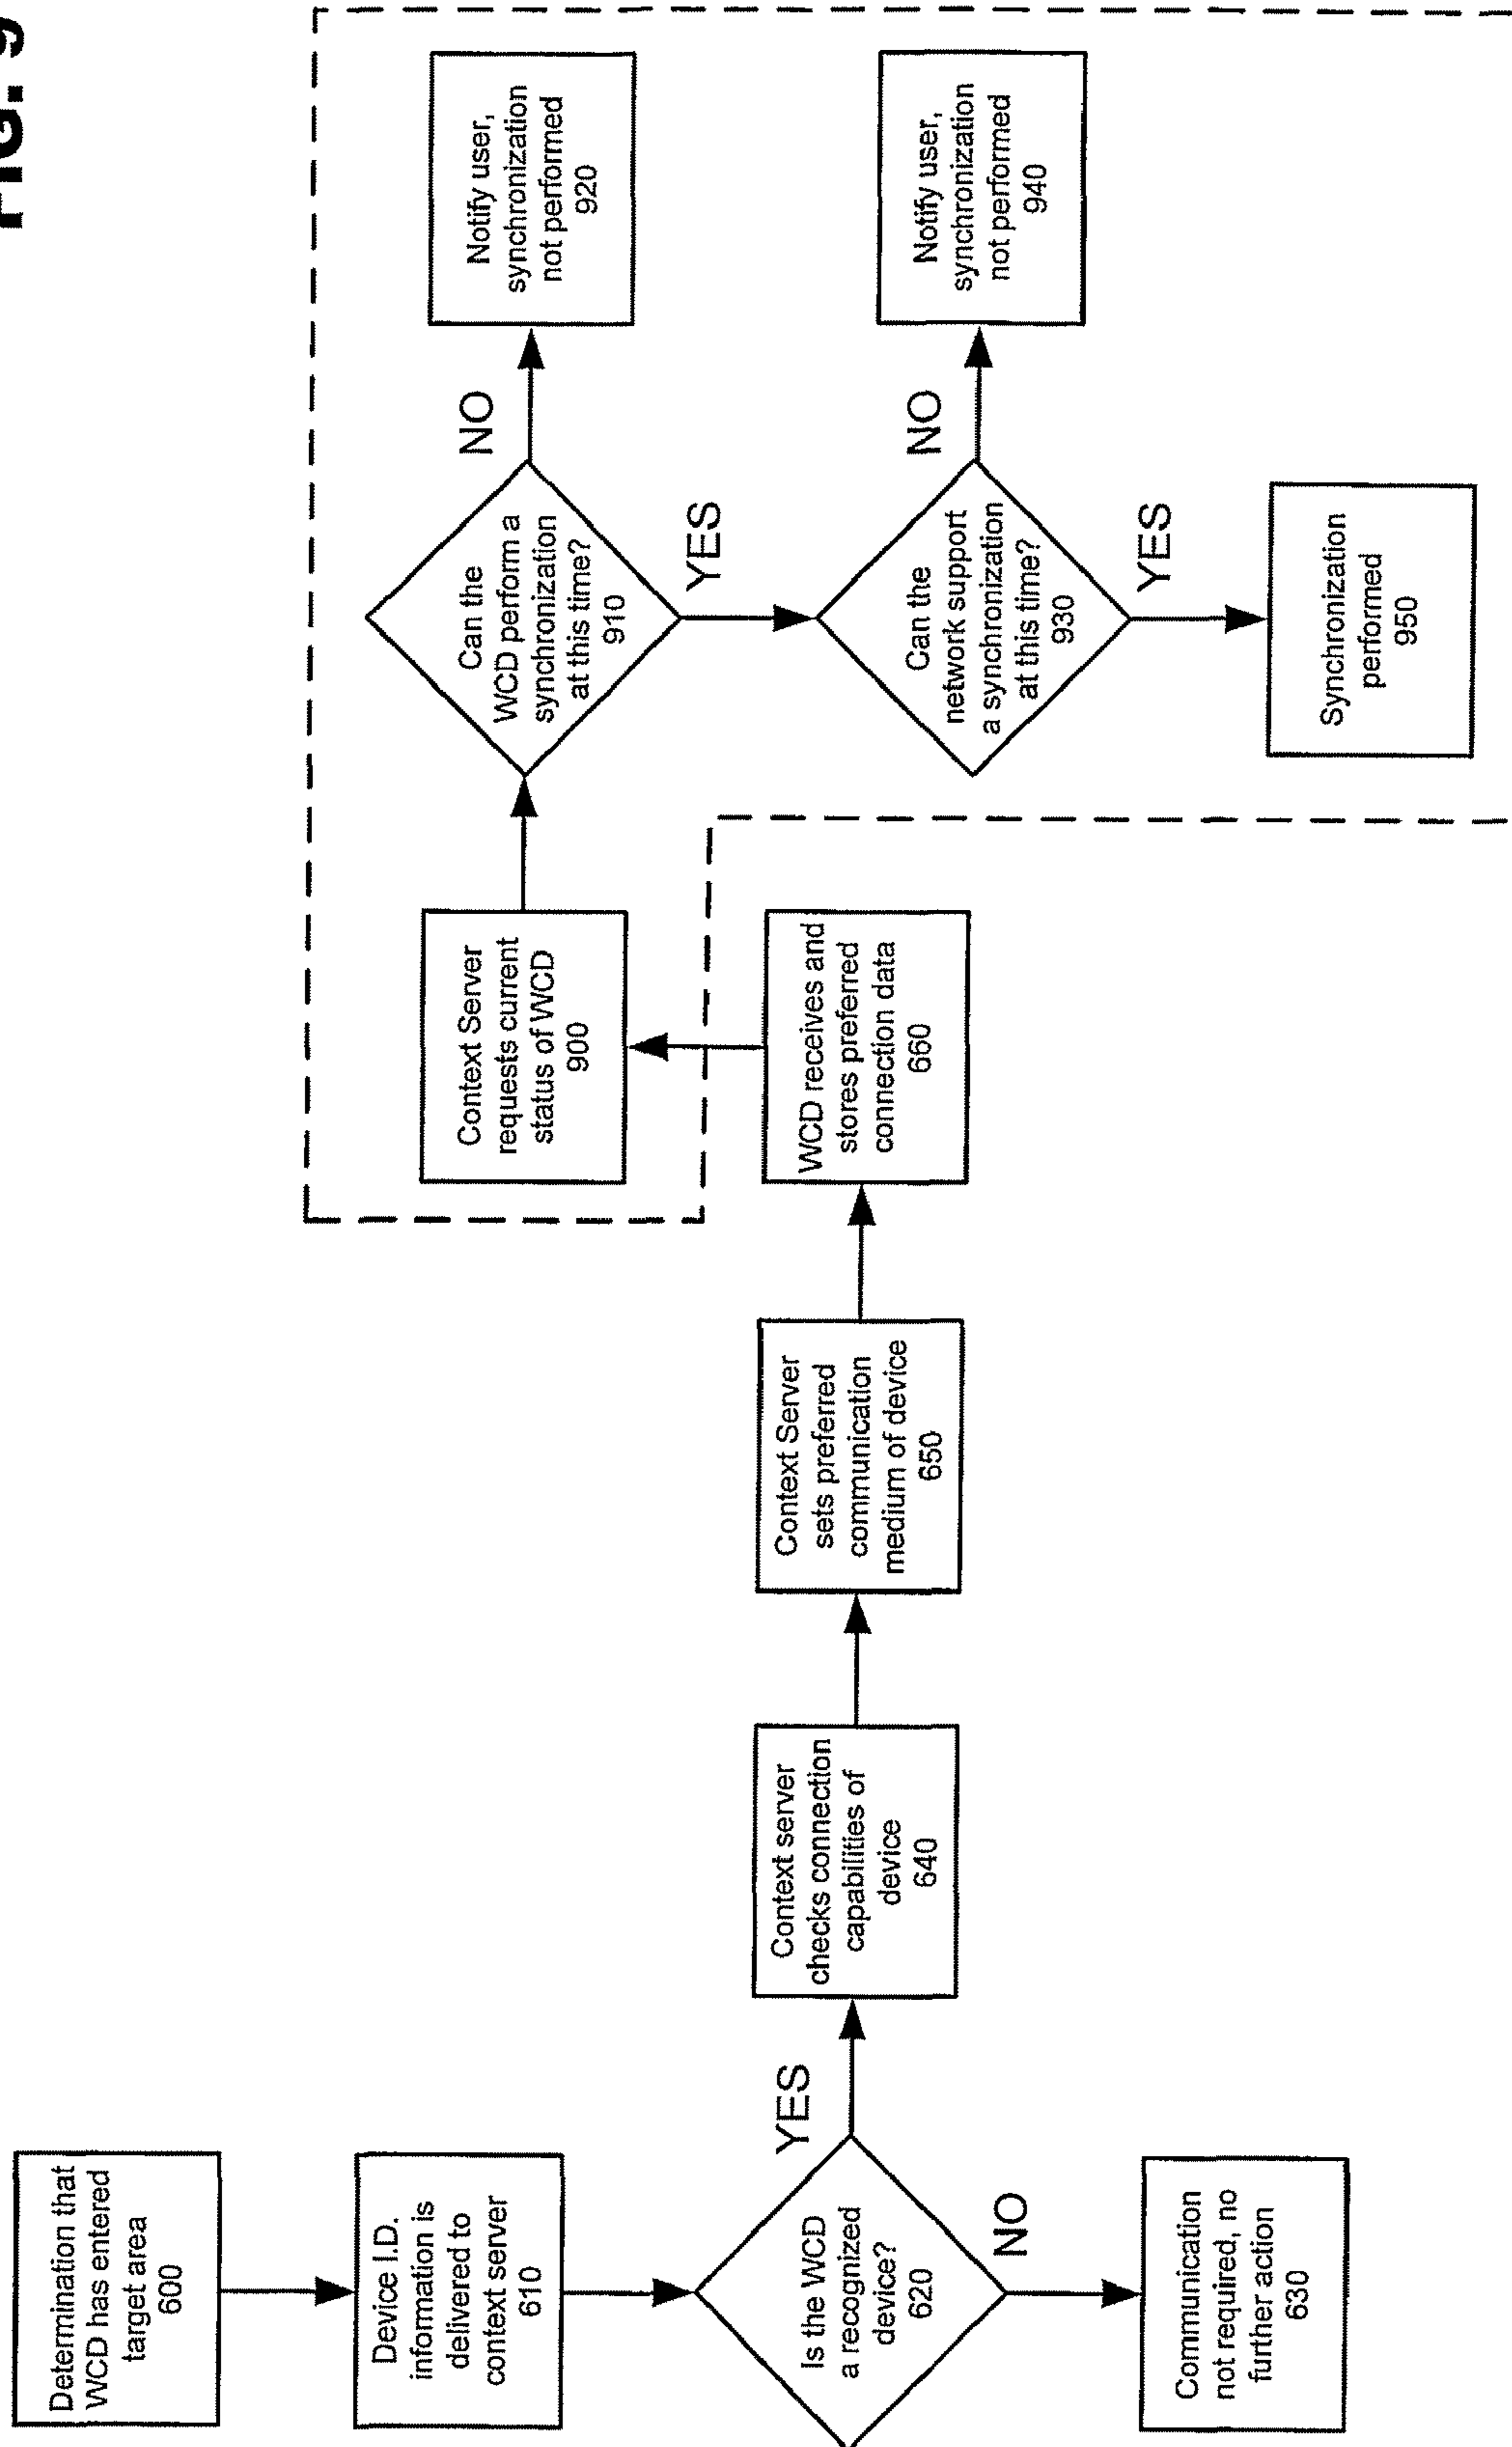 FIG. 9
Determination that
WCD has entered
target area
600
Device I.D.
information is
delivered to
context server
610
Is the WCD
a recognized
device?
620
YES
NO
Communication
not required, no
further action
630
Context server
checks connection
capabilities of
device
640
Context Server
sets preferred
communication
medium of device
650
WCD receives and
stores preferred
connection data
660
Context Server
requests current
status of WCD
900
Can the
WCD perform a
synchronization
at this time?
910
NO
Notify user,
synchronization
not performed
920
YES
Can the
network support
a synchronization
at this time?
930
NO
Notify user,
synchronization
not performed
940
YES
Synchronization
performed
950